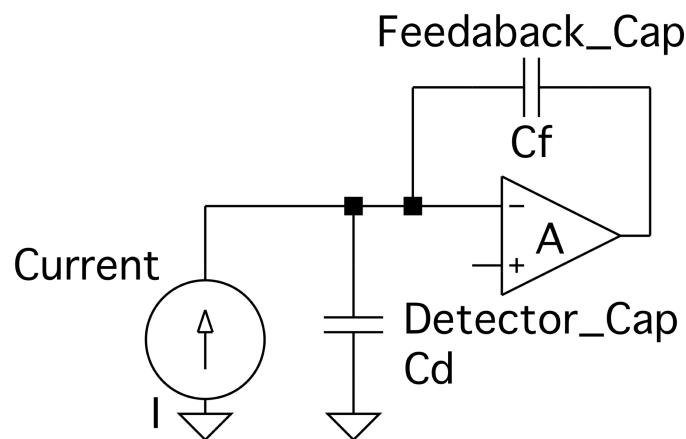 Feedaback_Cap
Cf
−
A
+
Current
I
Detector_Cap
Cd